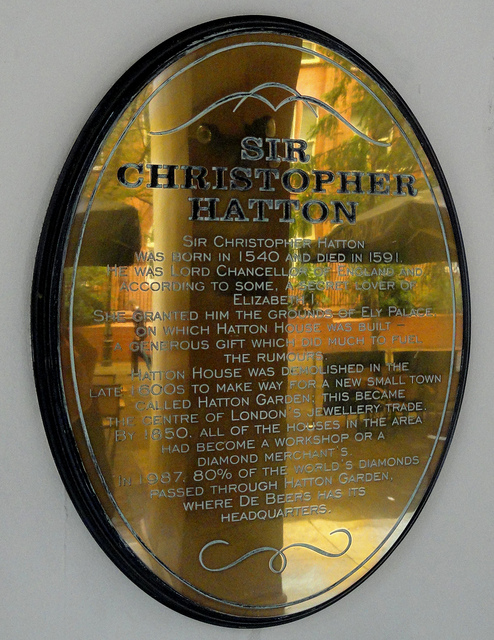 SIR
CHRISTOPHER
HATTON
SIR CHRISTOPHER HATTON
WAS BORN IN 1540 AND DIED IN 1591.
HE WAS LORD CHANCELLOR OF ENGLAND AND,
ACCORDING TO SOME, A SECRET LOVER OF
ELIZABETH I.
SHE GRANTED HIM THE GROUNDS OF ELY PALACE,
ON WHICH HATTON HOUSE WAS BUILT –
A GENEROUS GIFT WHICH DID MUCH TO FUEL
THE RUMOURS.
HATTON HOUSE WAS DEMOLISHED IN THE
LATE 1600S TO MAKE WAY FOR A NEW SMALL TOWN
CALLED HATTON GARDEN. THIS BECAME
THE CENTRE OF LONDON'S JEWELLERY TRADE.
BY 1850, ALL OF THE HOUSES IN THE AREA
HAD BECOME A WORKSHOP OR A
DIAMOND MERCHANT'S.
IN 1987, 80% OF THE WORLD'S DIAMONDS
PASSED THROUGH HATTON GARDEN,
WHERE DE BEERS HAS ITS
HEADQUARTERS.